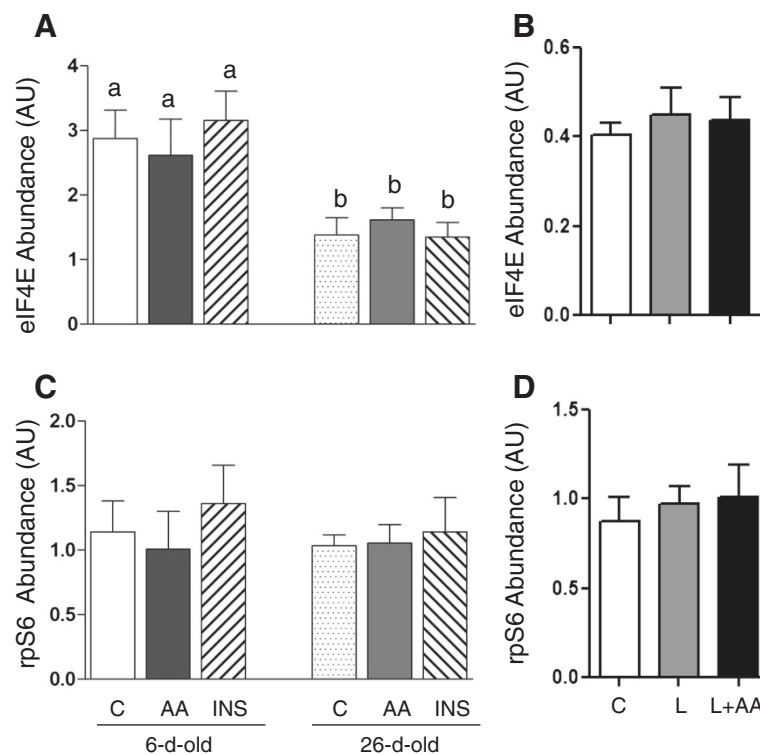 A
eIF4E Abundance (AU)
4
3
2
1
0
a
a
a
b
b
b
B
eIF4E Abundance (AU)
0.6
0.4
0.2
0.0
C
rpS6 Abundance (AU)
2.0
1.5
1.0
0.5
0.0
C AA INS
6-d-old
C AA INS
26-d-old
D
rpS6 Abundance (AU)
1.5
1.0
0.5
0.0
C L L+AA